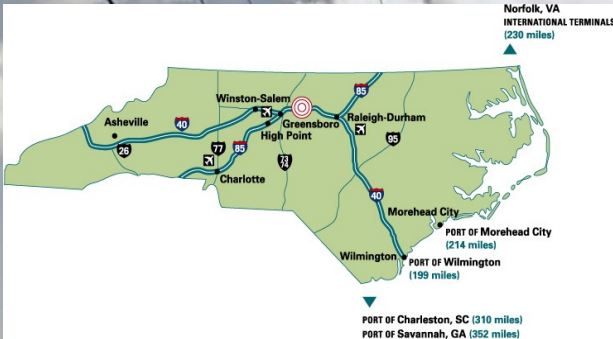 Norfolk, VA
INTERNATIONAL TERMINALS
(230 miles)
85
Winston-Salem
Asheville
40
Greensboro
Raleigh-Durham
High Point
26
77
85
95
73
74
Charlotte
40
Morehead City
PORT OF Morehead City
(214 miles)
Wilmington
PORT OF Wilmington
(199 miles)
PORT OF Charleston, SC (310 miles)
PORT OF Savannah, GA (352 miles)